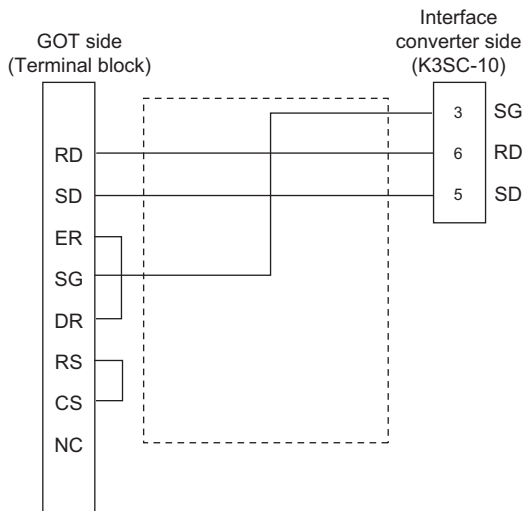 GOT side
(Terminal block)
Interface
converter side
(K3SC-10)
3 SG
RD 6 RD
SD 5 SD
ER
SG
DR
RS
CS
NC